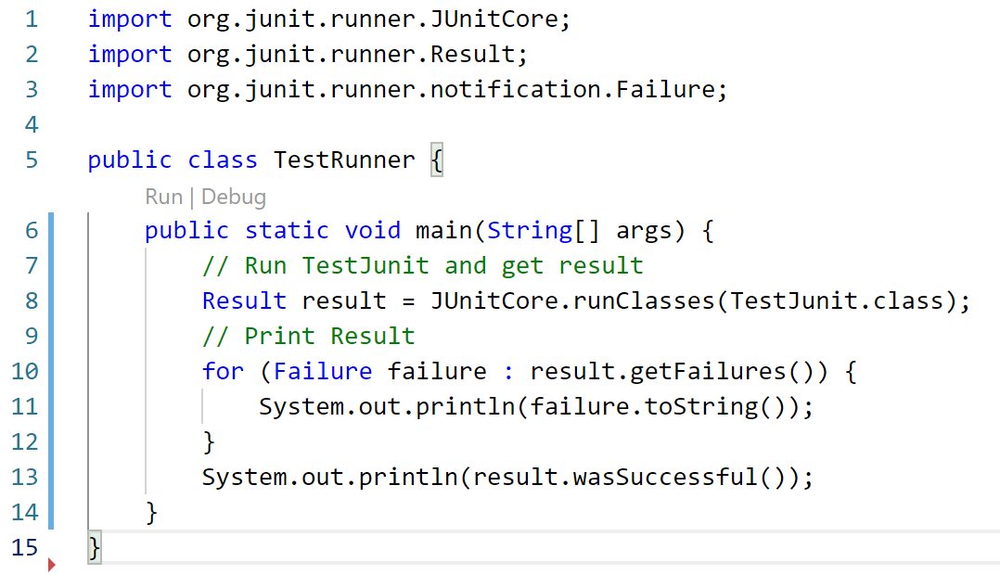 1 import org.junit.runner.JUnitCore;
2 import org.junit.runner.Result;
3 import org.junit.runner.notification.Failure;
4
5 public class TestRunner {
Run | Debug
6 public static void main(String[] args) {
7 // Run TestJunit and get result
8 Result result = JUnitCore.runClasses(TestJunit.class);
9 // Print Result
10 for (Failure failure : result.getFailures()) {
11 System.out.println(failure.toString());
12 }
13 System.out.println(result.wasSuccessful());
14 }
15 }